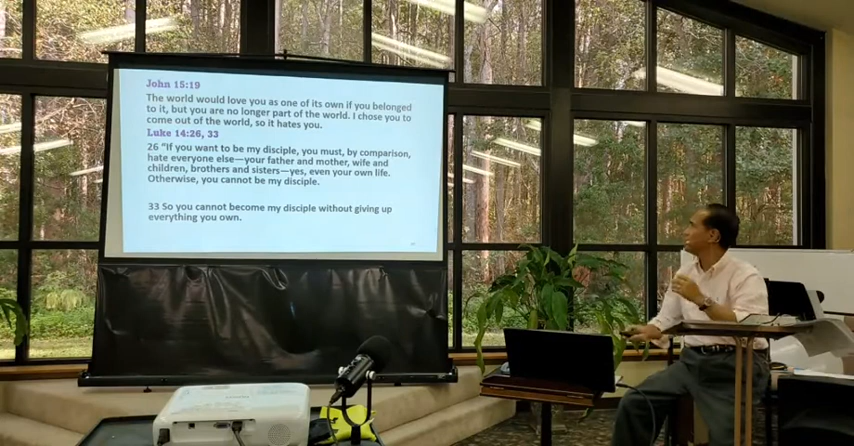 John 15:19
The world would love you as one of its own if you belonged
to it, but you are no longer part of the world. I chose you to
come out of the world, so it hates you.
Luke 14:26, 33
26 “If you want to be my disciple, you must, by comparison,
hate everyone else—your father and mother, wife and
children, brothers and sisters—yes, even your own life.
Otherwise, you cannot be my disciple.
33 So you cannot become my disciple without giving up
everything you own.